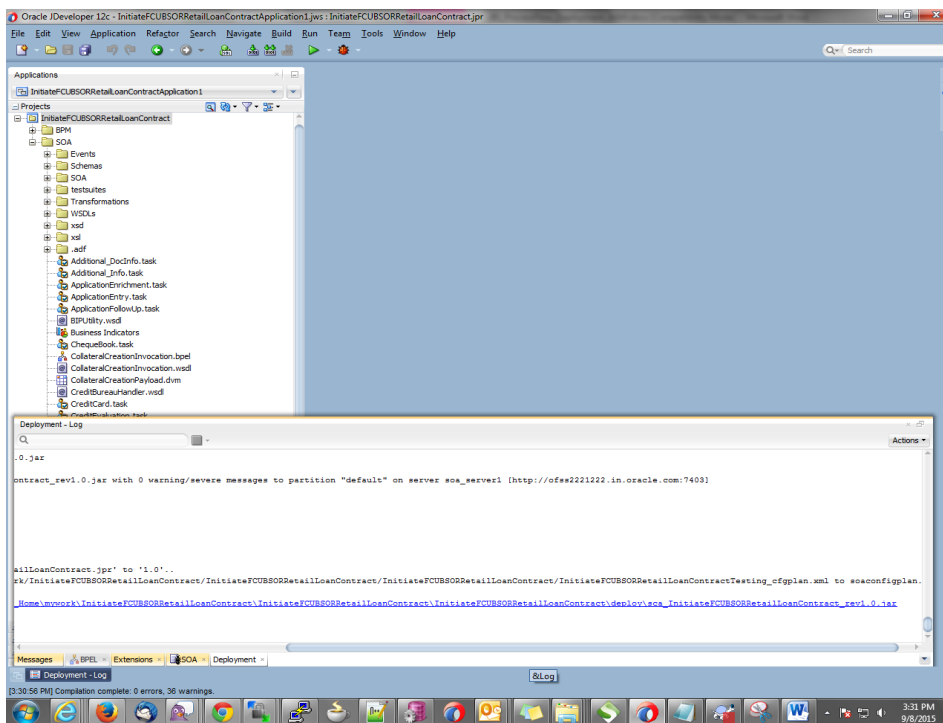 Oracle JDeveloper 12c - InitiateFCUBSORRetailLoanContractApplication1.jws : InitiateFCUBSORRetailLoanContract.jpr
File Edit View Application Refactor Search Navigate Build Run Team Tools Window Help
Search
Applications
InitiateFCUBSORRetailLoanContractApplication1
Projects
InitiateFCUBSORRetailLoanContract
BPM
SOA
Events
Schemas
SOA
testsuites
Transformations
WSDLs
xsd
xsl
.adf
Additional_DocInfo.task
Additional_Info.task
ApplicationEnrichment.task
ApplicationEntry.task
ApplicationFollowUp.task
BIPUtility.wsdl
Business Indicators
ChequeBook.task
CollateralCreationInvocation.bpel
CollateralCreationInvocation.wsdl
CollateralCreationPayload.dvm
CreditBureauHandler.wsdl
CreditCard.task
CreditEvaluation.task
Deployment - Log
Actions
.0.jar
ontract_rev1.0.jar with 0 warning/severe messages to partition "default" on server soa_server1 [http://ofss2221222.in.oracle.com:7403]
ailLoanContract.jpr' to '1.0'..
rk/InitiateFCUBSORRetailLoanContract/InitiateFCUBSORRetailLoanContract/InitiateFCUBSORRetailLoanContractTesting_cfgplan.xml to soaconfigplan.
_Home\mywork\InitiateFCUBSORRetailLoanContract\InitiateFCUBSORRetailLoanContract\InitiateFCUBSORRetailLoanContract\deploy\sca_InitiateFCUBSORRetailLoanContract_rev1.0.jar
Messages BPEL Extensions SOA Deployment
Deployment - Log &Log
[3:30:56 PM] Compilation complete: 0 errors, 36 warnings.
3:31 PM
9/8/2015